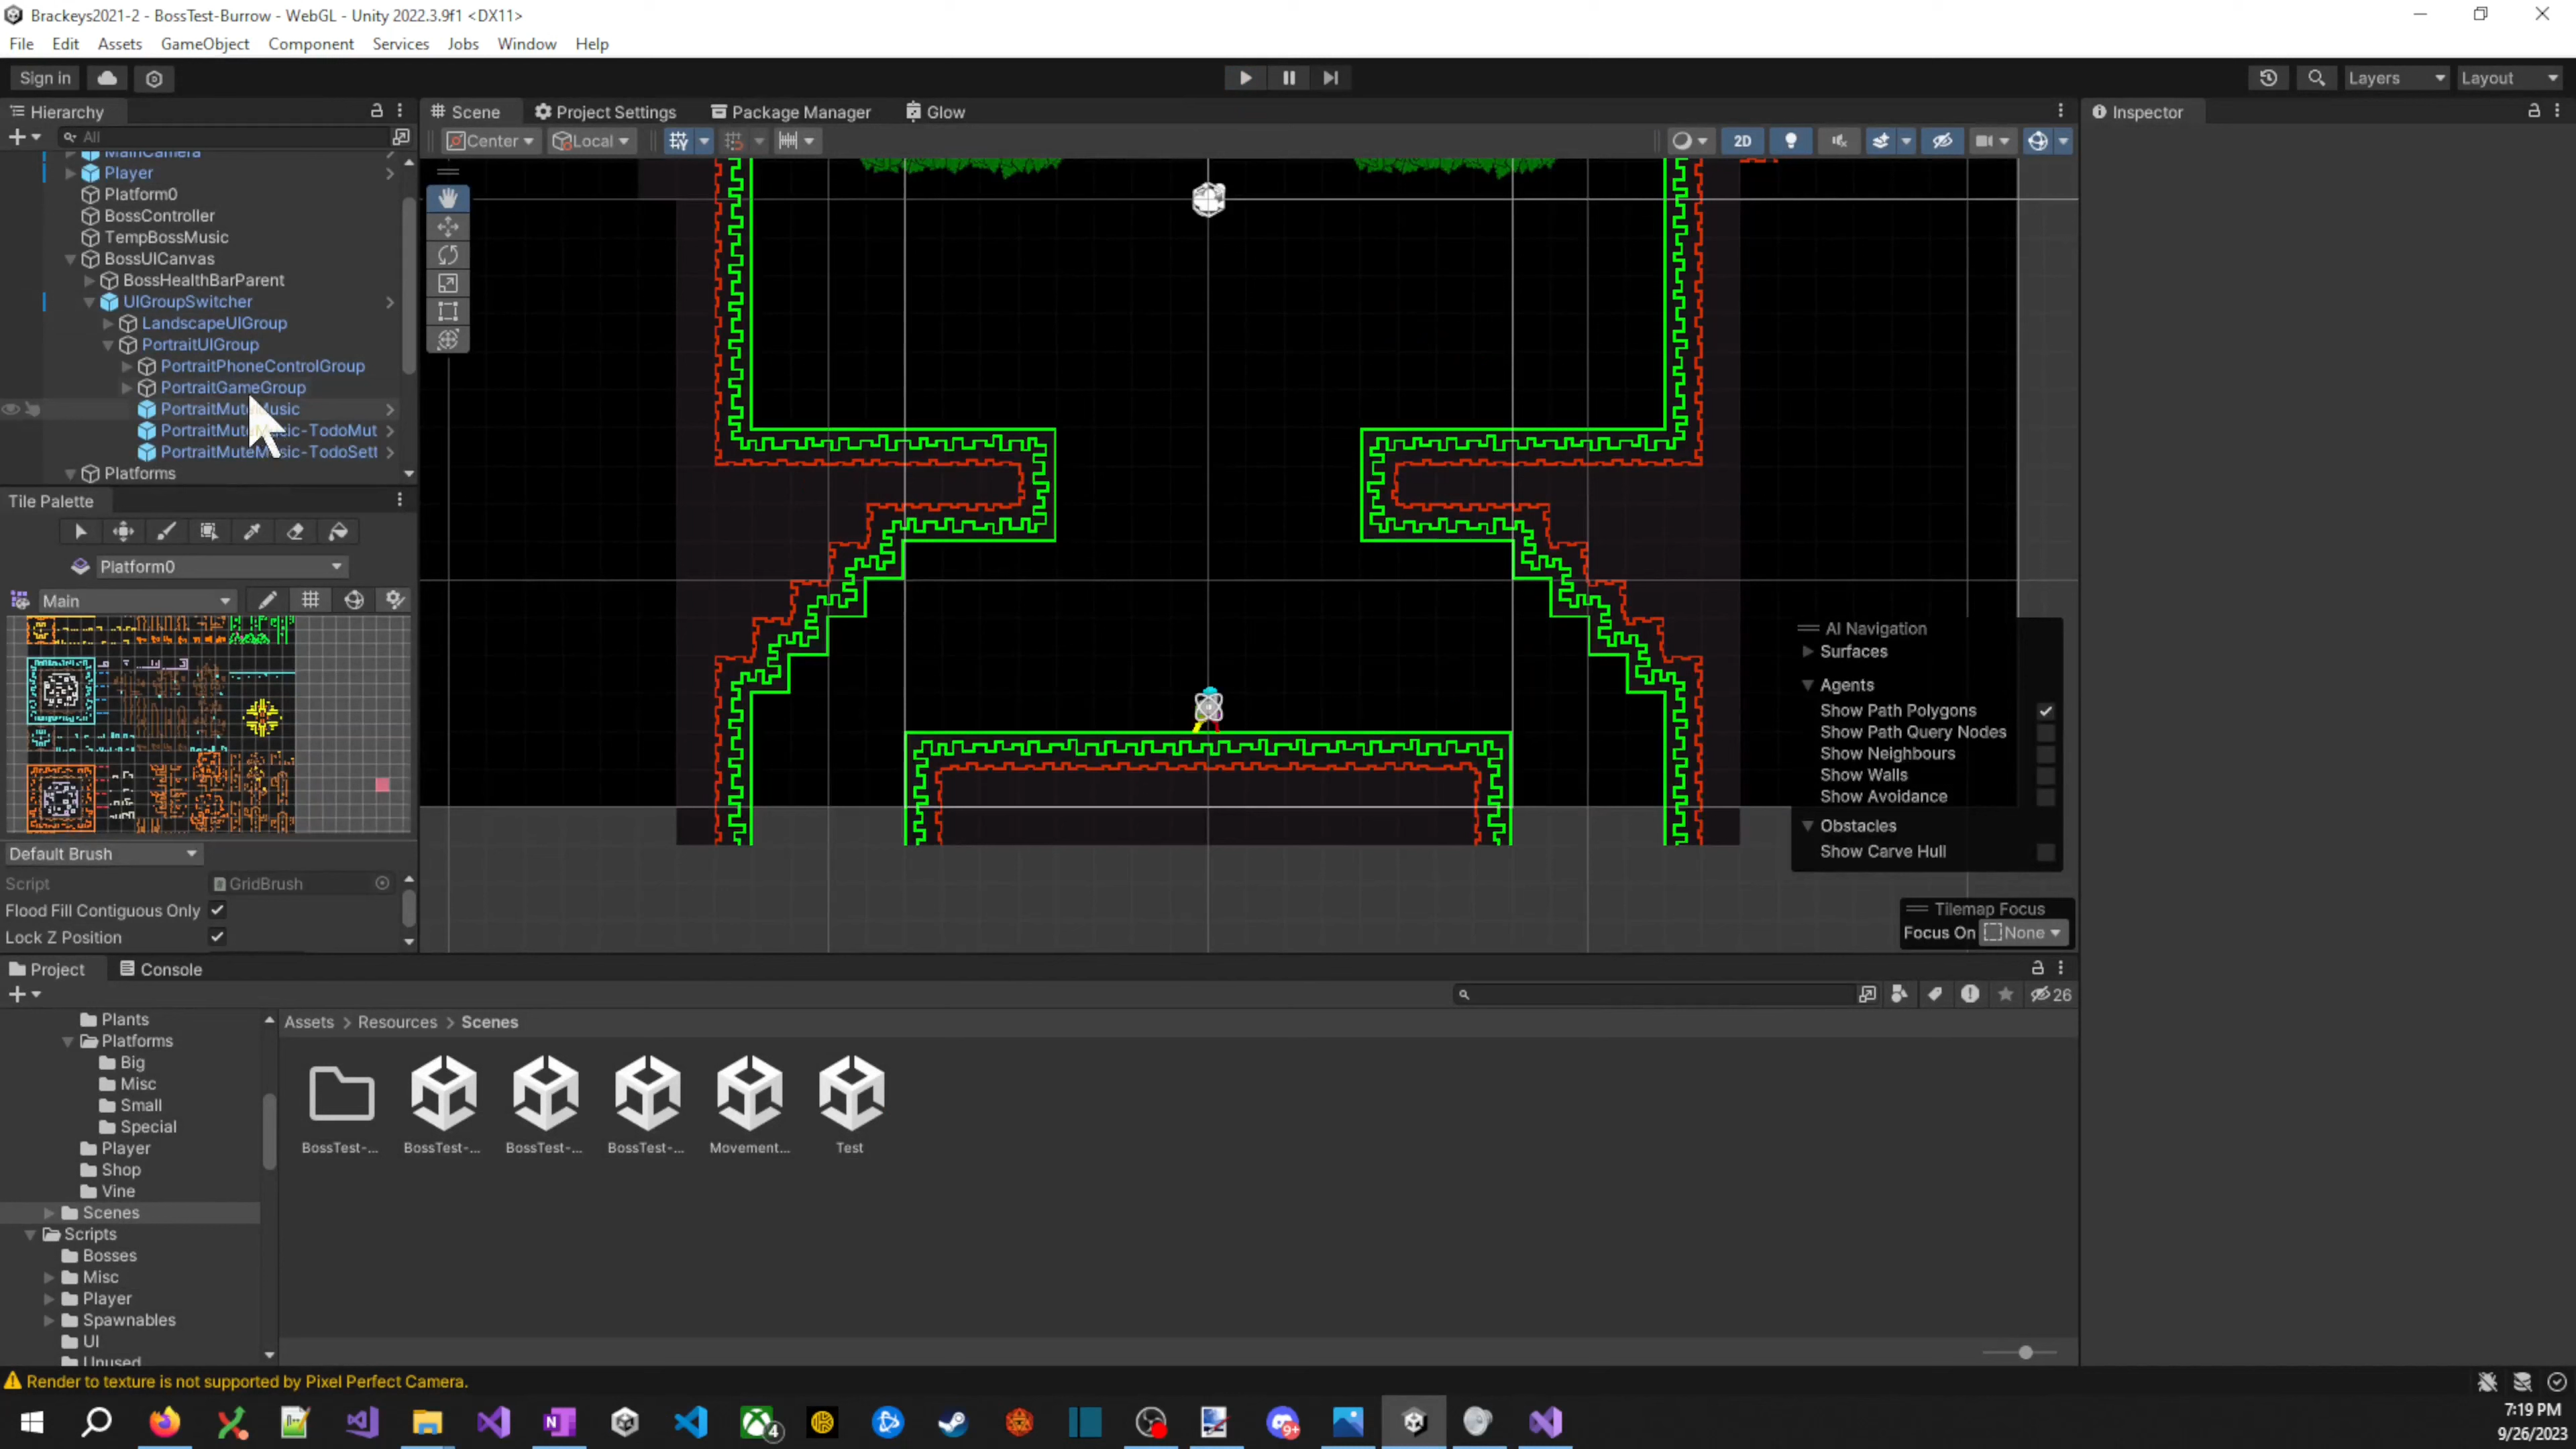 Brackeys2021-2 - BossTest-Burrow - WebGL - Unity 2022.3.9f1 <DX11>
File Edit Assets GameObject Component Services Jobs Window Help
Sign in
Layers Layout
Hierarchy
All
MainCamera
Player
Platform0
BossController
TempBossMusic
BossUICanvas
BossHealthBarParent
UIGroupSwitcher
LandscapeUIGroup
PortraitUIGroup
PortraitPhoneControlGroup
PortraitGameGroup
PortraitMuteMusic
PortraitMuteMusic-TodoMut
PortraitMuteMusic-TodoSett
Platforms
Scene Project Settings Package Manager Glow
Center Local
2D
Inspector
Tile Palette
Platform0
Main
Default Brush
Script GridBrush
Flood Fill Contiguous Only
Lock Z Position
AI Navigation
Surfaces
Agents
Show Path Polygons
Show Path Query Nodes
Show Neighbours
Show Walls
Show Avoidance
Obstacles
Show Carve Hull
Tilemap Focus
Focus On None
Project Console
26
Plants
Platforms
Big
Misc
Small
Special
Player
Shop
Vine
Scenes
Scripts
Bosses
Misc
Player
Spawnables
UI
Unused
Assets > Resources > Scenes
BossTest-... BossTest-... BossTest-... BossTest-... Movement... Test
Render to texture is not supported by Pixel Perfect Camera.
4
9+
7:19 PM
9/26/2023